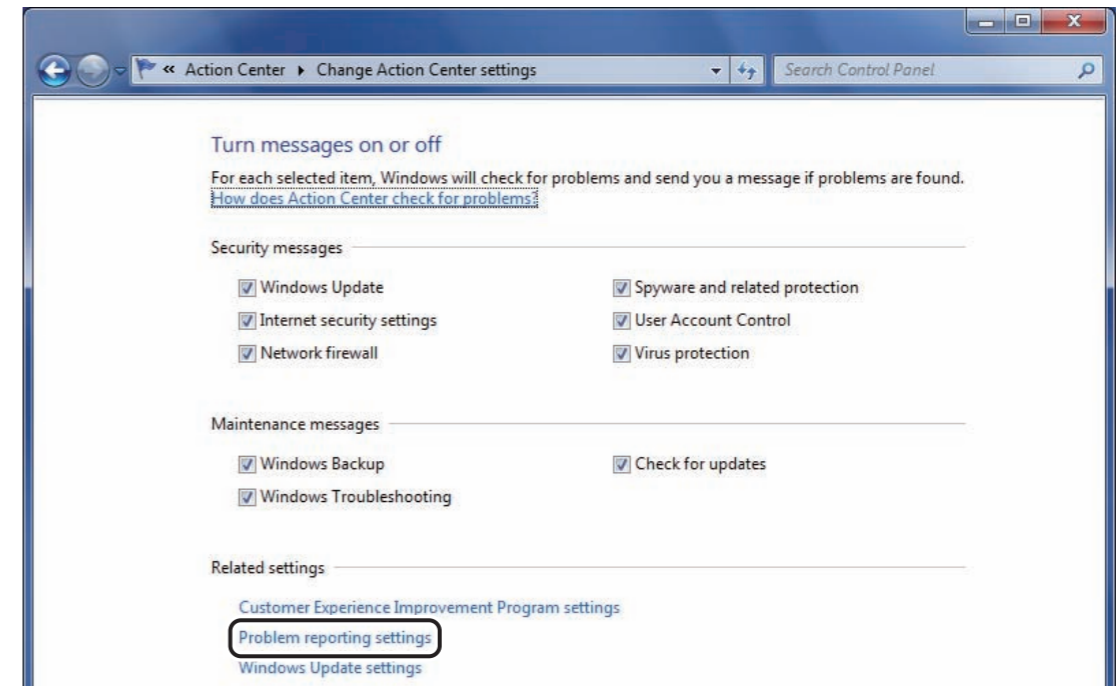 « Action Center ▸ Change Action Center settings
Search Control Panel
Turn messages on or off
For each selected item, Windows will check for problems and send you a message if problems are found.
How does Action Center check for problems?
Security messages
Windows Update
Spyware and related protection
Internet security settings
User Account Control
Network firewall
Virus protection
Maintenance messages
Windows Backup
Check for updates
Windows Troubleshooting
Related settings
Customer Experience Improvement Program settings
Problem reporting settings
Windows Update settings